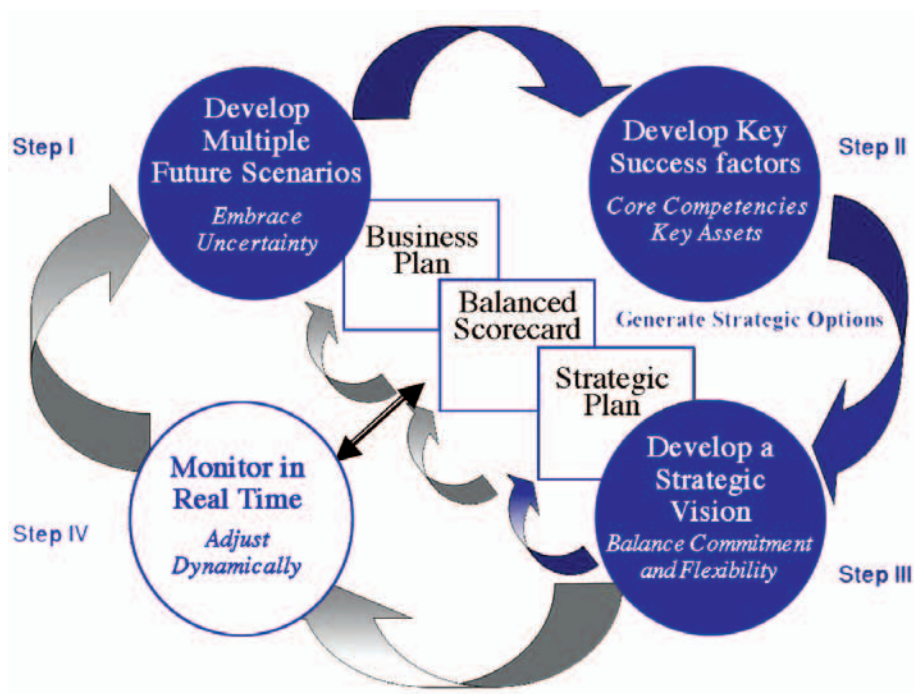 Step I
Develop
Multiple
Future Scenarios
Embrace
Uncertainty
Develop Key
Success factors
Core Competencies
Key Assets
Step II
Business
Plan
Balanced
Scorecard
Generate Strategic Options
Strategic
Plan
Step IV
Monitor in
Real Time
Adjust
Dynamically
Develop a
Strategic
Vision
Balance Commitment
and Flexibility
Step III